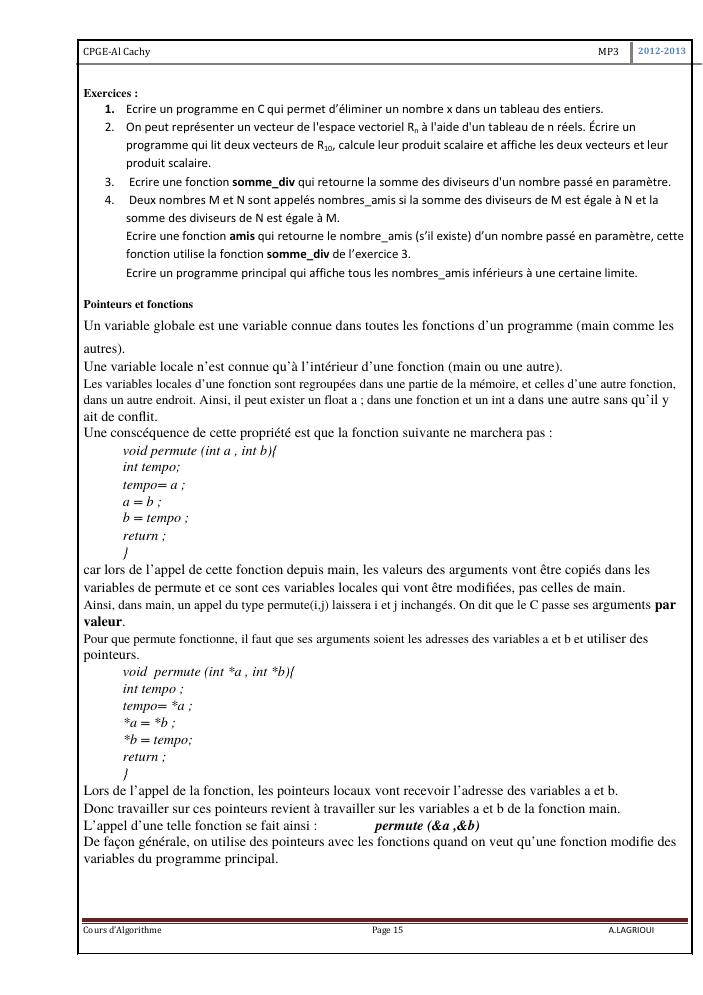 CPGE-Al Cachy MP3 2012-2013
Exercices :
1. Ecrire un programme en C qui permet d’éliminer un nombre x dans un tableau des entiers.
2. On peut représenter un vecteur de l'espace vectoriel Rn à l'aide d'un tableau de n réels. Écrire un
programme qui lit deux vecteurs de R10, calcule leur produit scalaire et affiche les deux vecteurs et leur
produit scalaire.
3. Ecrire une fonction somme_div qui retourne la somme des diviseurs d'un nombre passé en paramètre.
4. Deux nombres M et N sont appelés nombres_amis si la somme des diviseurs de M est égale à N et la
somme des diviseurs de N est égale à M.
Ecrire une fonction amis qui retourne le nombre_amis (s’il existe) d’un nombre passé en paramètre, cette
fonction utilise la fonction somme_div de l’exercice 3.
Ecrire un programme principal qui affiche tous les nombres_amis inférieurs à une certaine limite.
Pointeurs et fonctions
Un variable globale est une variable connue dans toutes les fonctions d’un programme (main comme les
autres).
Une variable locale n’est connue qu’à l’intérieur d’une fonction (main ou une autre).
Les variables locales d’une fonction sont regroupées dans une partie de la mémoire, et celles d’une autre fonction,
dans un autre endroit. Ainsi, il peut exister un float a ; dans une fonction et un int a dans une autre sans qu’il y
ait de conflit.
Une conscéquence de cette propriété est que la fonction suivante ne marchera pas :
void permute (int a , int b){
int tempo;
tempo= a ;
a = b ;
b = tempo ;
return ;
}
car lors de l’appel de cette fonction depuis main, les valeurs des arguments vont être copiés dans les
variables de permute et ce sont ces variables locales qui vont être modifiées, pas celles de main.
Ainsi, dans main, un appel du type permute(i,j) laissera i et j inchangés. On dit que le C passe ses arguments par
valeur.
Pour que permute fonctionne, il faut que ses arguments soient les adresses des variables a et b et utiliser des
pointeurs.
void permute (int *a , int *b){
int tempo ;
tempo= *a ;
*a = *b ;
*b = tempo;
return ;
}
Lors de l’appel de la fonction, les pointeurs locaux vont recevoir l’adresse des variables a et b.
Donc travailler sur ces pointeurs revient à travailler sur les variables a et b de la fonction main.
L’appel d’une telle fonction se fait ainsi : permute (&a ,&b)
De façon générale, on utilise des pointeurs avec les fonctions quand on veut qu’une fonction modifie des
variables du programme principal.
Cours d’Algorithme Page 15 A.LAGRIOUI